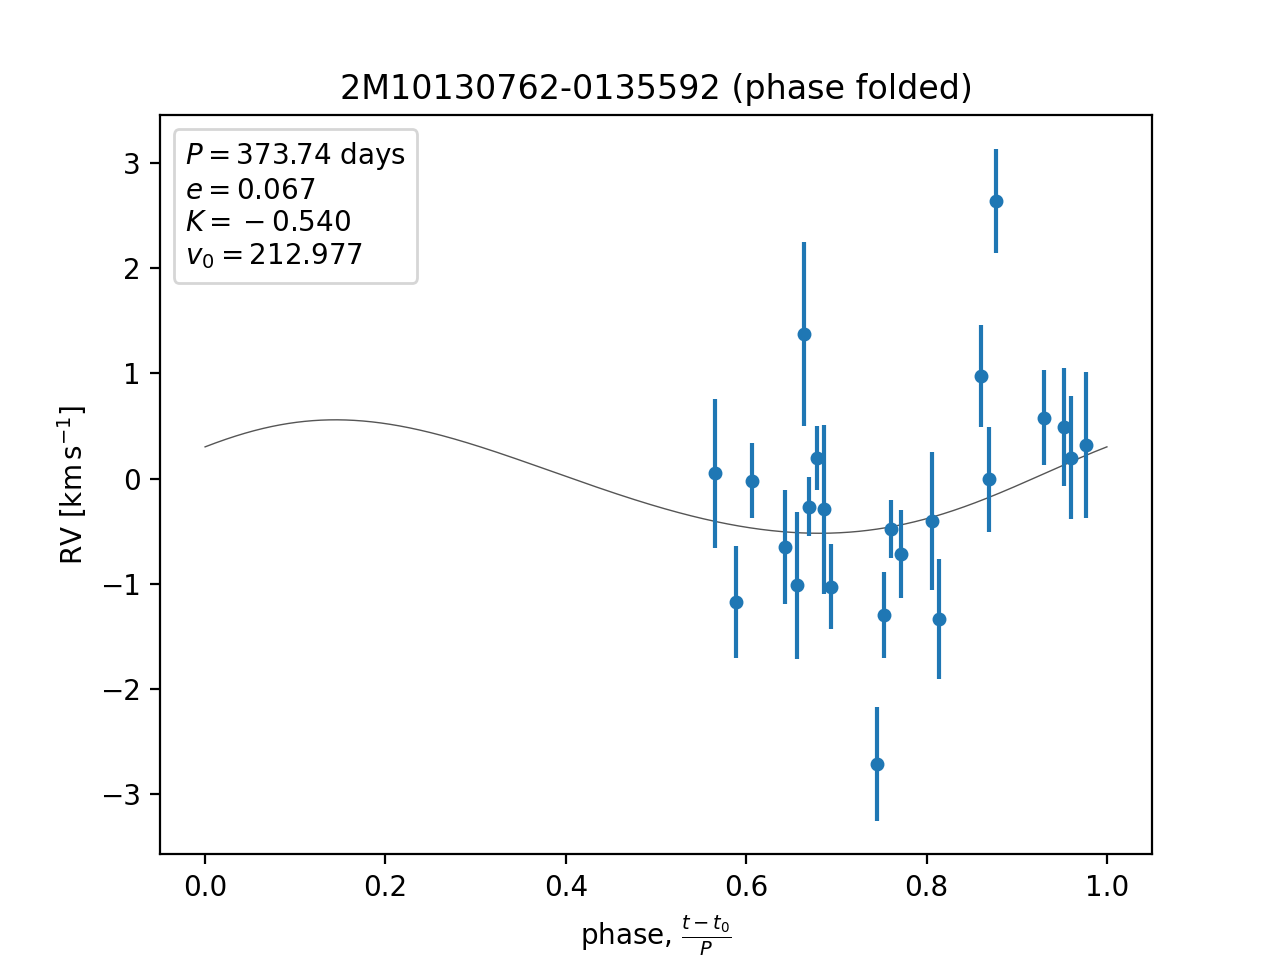 2M10130762-0135592 (phase folded)
P = 373.74 days
e = 0.067
K = −0.540
v₀ = 212.977
3
2
1
0
−1
−2
−3
RV [km s⁻¹]
0.0 0.2 0.4 0.6 0.8 1.0
phase, (t − t₀)/P